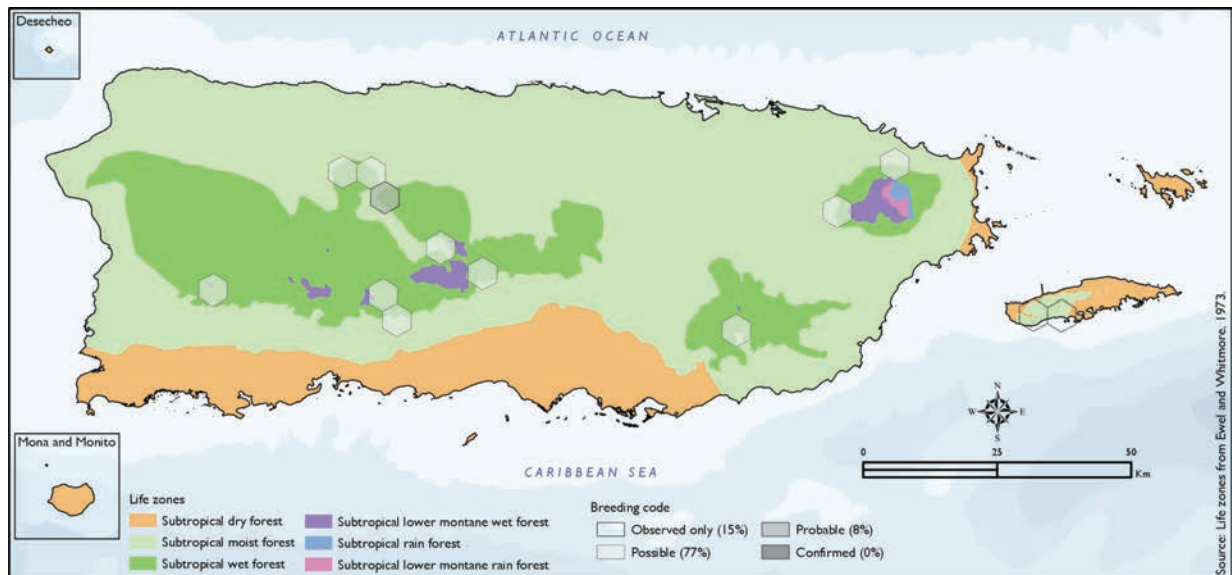 Desecheo
ATLANTIC OCEAN
N
W
E
S
0
25
50
Km
Mona and Monito
CARIBBEAN SEA
Life zones
Subtropical dry forest
Subtropical moist forest
Subtropical wet forest
Subtropical lower montane wet forest
Subtropical rain forest
Subtropical lower montane rain forest
Breeding code
Observed only (15%)
Possible (77%)
Probable (8%)
Confirmed (0%)
Source: Life zones from Ewel and Whitmore, 1973.